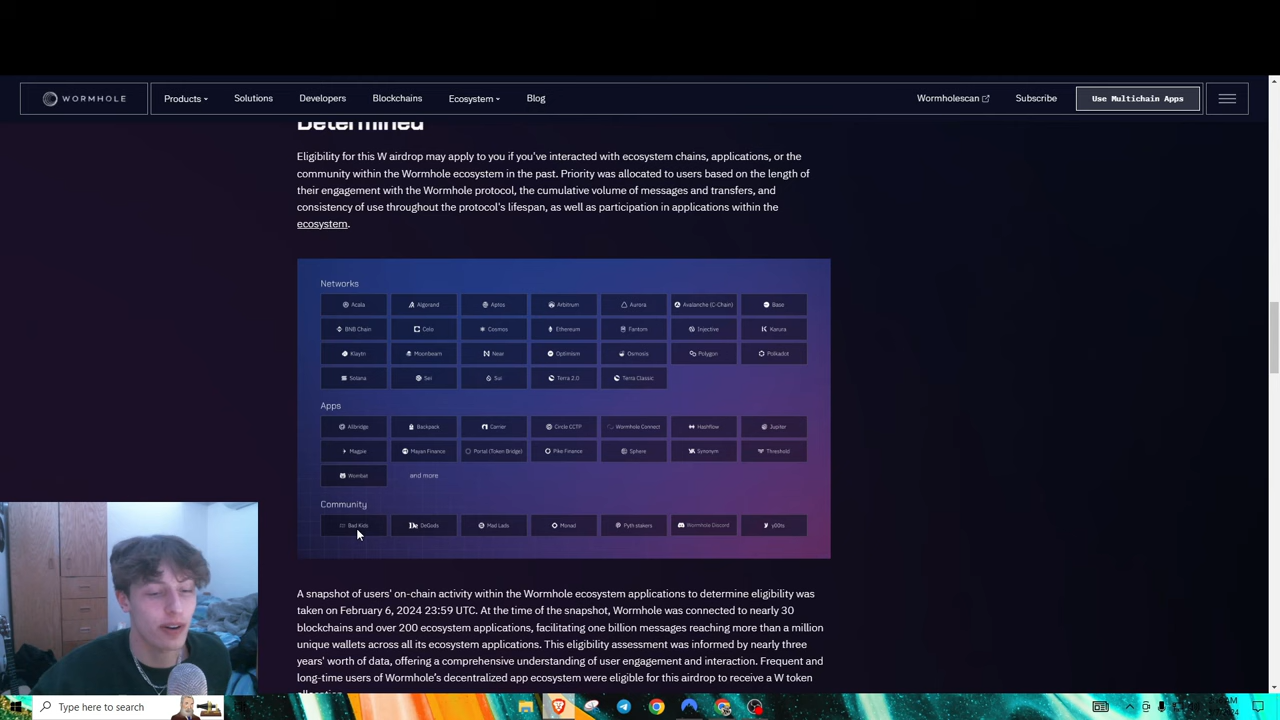 WORMHOLE
Products
Solutions
Developers
Blockchains
Ecosystem
Blog
Wormholescan
Subscribe
Use Multichain Apps
Determined
Eligibility for this W airdrop may apply to you if you've interacted with ecosystem chains, applications, or the
community within the Wormhole ecosystem in the past. Priority was allocated to users based on the length of
their engagement with the Wormhole protocol, the cumulative volume of messages and transfers, and
consistency of use throughout the protocol's lifespan, as well as participation in applications within the
ecosystem.
Networks
Acala Algorand Aptos Arbitrum Aurora Avalanche (C-Chain) Base
BNB Chain Celo Cosmos Ethereum Fantom Injective Karura
Klaytn Moonbeam Near Optimism Osmosis Polygon Polkadot
Solana Sei Sui Terra 2.0 Terra Classic
Apps
Allbridge Backpack Carrier Circle CCTP Wormhole Connect Hashflow Jupiter
Magpie Mayan Finance Portal (Token Bridge) Pike Finance Sphere Synonym Threshold
Wombat and more
Community
Bad Kids DeGods Mad Lads Monad Pyth stakers Wormhole Discord y00ts
A snapshot of users' on-chain activity within the Wormhole ecosystem applications to determine eligibility was
taken on February 6, 2024 23:59 UTC. At the time of the snapshot, Wormhole was connected to nearly 30
blockchains and over 200 ecosystem applications, facilitating one billion messages reaching more than a million
unique wallets across all its ecosystem applications. This eligibility assessment was informed by nearly three
years' worth of data, offering a comprehensive understanding of user engagement and interaction. Frequent and
long-time users of Wormhole's decentralized app ecosystem were eligible for this airdrop to receive a W token
allocation
Type here to search